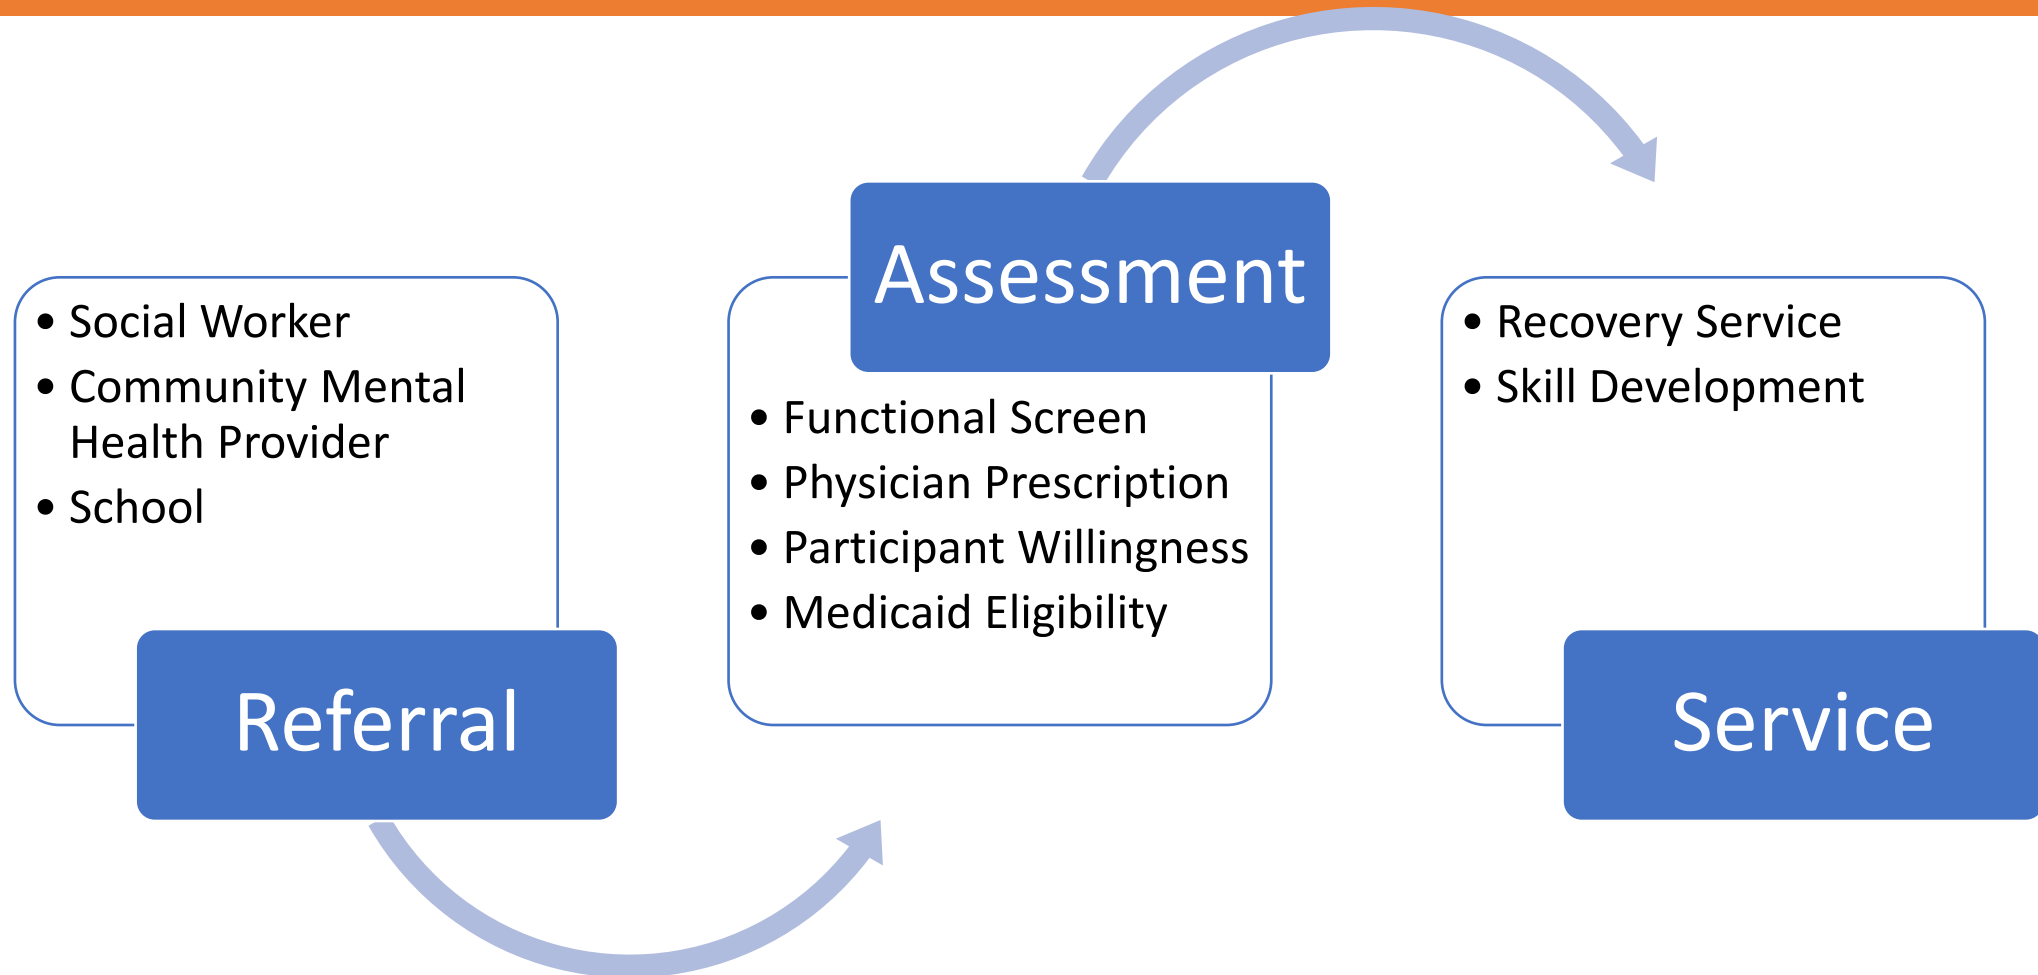 • Social Worker
• Community Mental
Health Provider
• School
Referral
Assessment
• Functional Screen
• Physician Prescription
• Participant Willingness
• Medicaid Eligibility
• Recovery Service
• Skill Development
Service